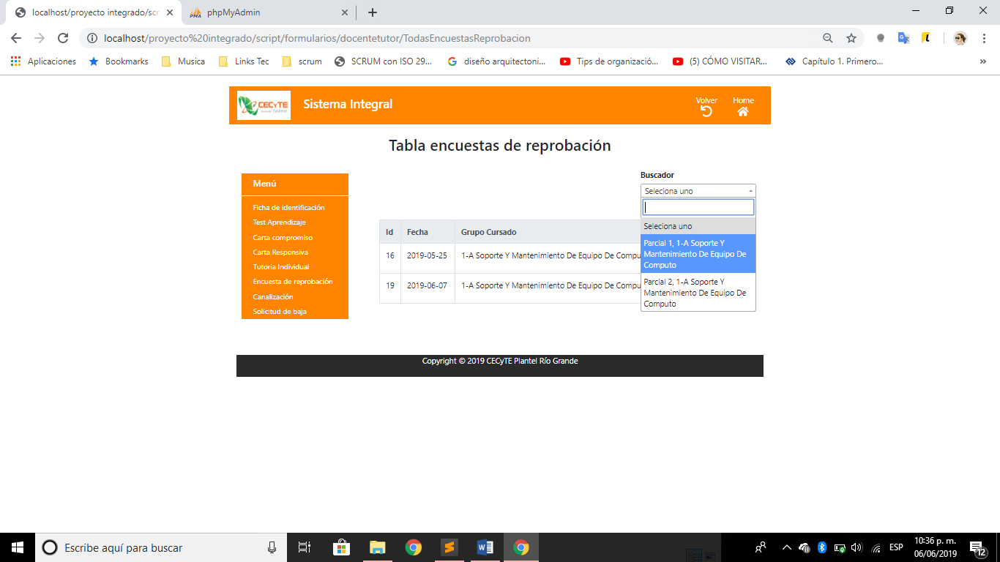 localhost/proyecto integrado/scr
phpMyAdmin
localhost/proyecto%20integrado/script/formularios/docentetutor/TodasEncuestasReprobacion
Aplicaciones
Bookmarks
Musica
Links Tec
scrum
SCRUM con ISO 29...
diseño arquitectoni...
Tips de organizació...
(5) CÓMO VISITAR...
Capítulo 1. Primero...
»
CECyTE
Sistema Integral
Volver
Home
Tabla encuestas de reprobación
Menú
Ficha de identificación
Test Aprendizaje
Carta compromiso
Carta Responsiva
Tutoria Individual
Encuesta de reprobación
Canalización
Solicitud de baja
Buscador
Seleciona uno
Seleciona uno
Parcial 1, 1-A Soporte Y
Mantenimiento De Equipo De
Computo
Parcial 2, 1-A Soporte Y
Mantenimiento De Equipo De
Computo
Id Fecha Grupo Cursado
16 2019-05-25 1-A Soporte Y Mantenimiento De Equipo De Compu
19 2019-06-07 1-A Soporte Y Mantenimiento De Equipo De Compu
Copyright © 2019 CECyTE Plantel Río Grande
Escribe aquí para buscar
ESP
10:36 p. m.
06/06/2019
12